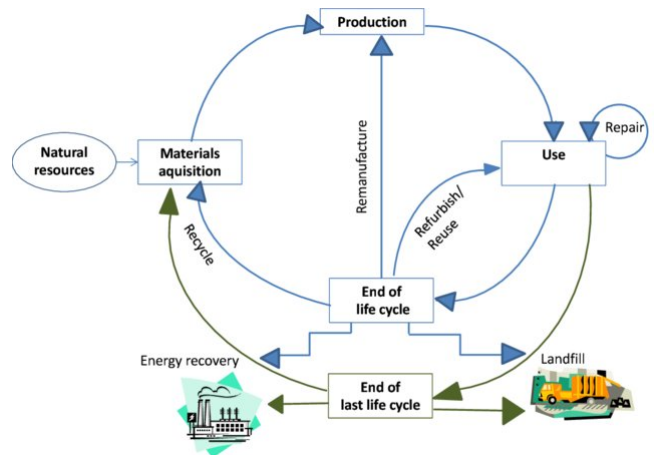 Production
Repair
Natural
resources
Materials
aquisition
Use
Remanufacture
Refurbish/
Reuse
Recycle
End of
life cycle
Energy recovery
Landfill
End of
last life cycle